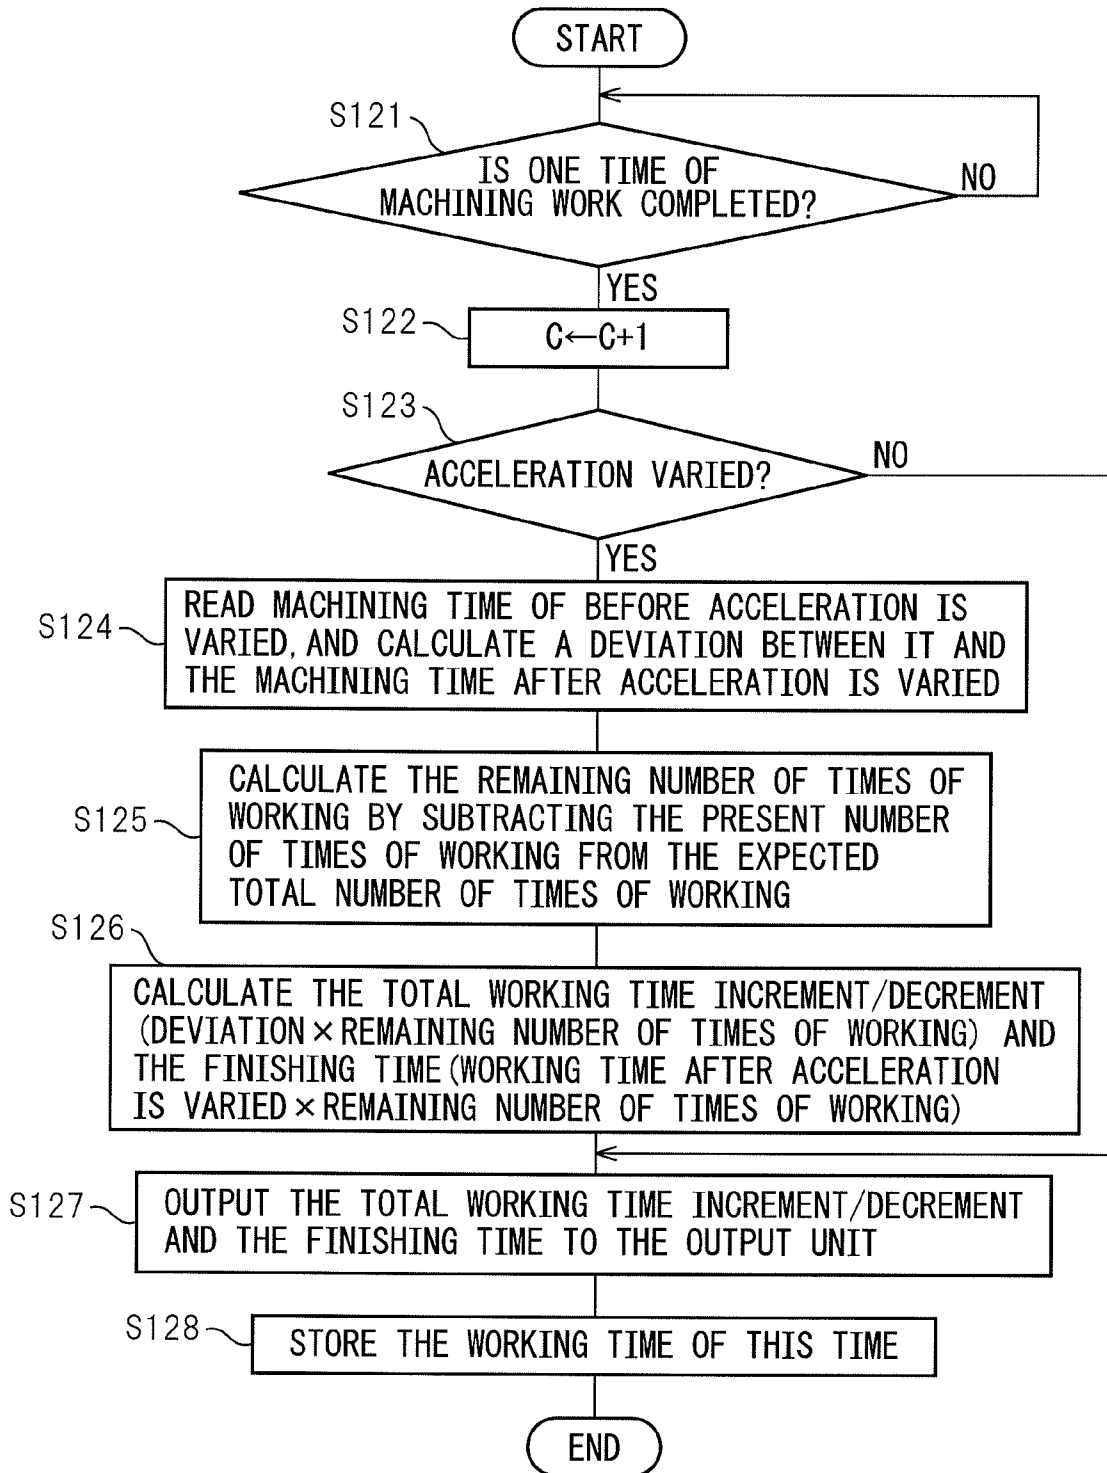 START
S121
IS ONE TIME OF
MACHINING WORK COMPLETED?
NO
YES
S122
C←C+1
S123
ACCELERATION VARIED?
NO
YES
S124
READ MACHINING TIME OF BEFORE ACCELERATION IS
VARIED, AND CALCULATE A DEVIATION BETWEEN IT AND
THE MACHINING TIME AFTER ACCELERATION IS VARIED
S125
CALCULATE THE REMAINING NUMBER OF TIMES OF
WORKING BY SUBTRACTING THE PRESENT NUMBER
OF TIMES OF WORKING FROM THE EXPECTED
TOTAL NUMBER OF TIMES OF WORKING
S126
CALCULATE THE TOTAL WORKING TIME INCREMENT/DECREMENT
(DEVIATION×REMAINING NUMBER OF TIMES OF WORKING) AND
THE FINISHING TIME (WORKING TIME AFTER ACCELERATION
IS VARIED×REMAINING NUMBER OF TIMES OF WORKING)
S127
OUTPUT THE TOTAL WORKING TIME INCREMENT/DECREMENT
AND THE FINISHING TIME TO THE OUTPUT UNIT
S128
STORE THE WORKING TIME OF THIS TIME
END